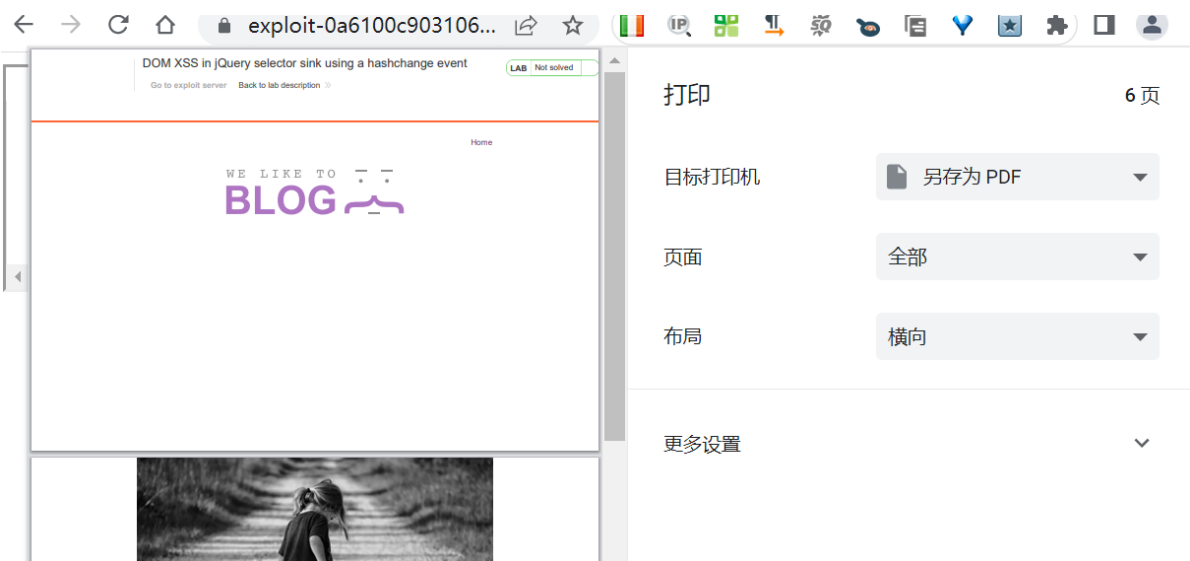 exploit-0a6100c903106...
DOM XSS in jQuery selector sink using a hashchange event
LAB Not solved
Go to exploit server Back to lab description
Home
WE LIKE TO
BLOG
打印
6 页
目标打印机
另存为 PDF
页面
全部
布局
横向
更多设置